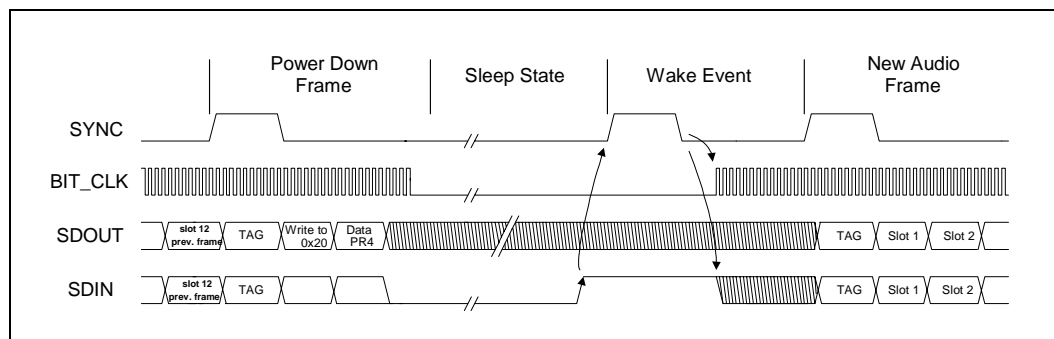 Power Down
Frame
Sleep State
Wake Event
New Audio
Frame
SYNC
BIT_CLK
SDOUT
slot 12
prev. frame
TAG
Write to
0x20
Data
PR4
TAG
Slot 1
Slot 2
SDIN
slot 12
prev. frame
TAG
TAG
Slot 1
Slot 2